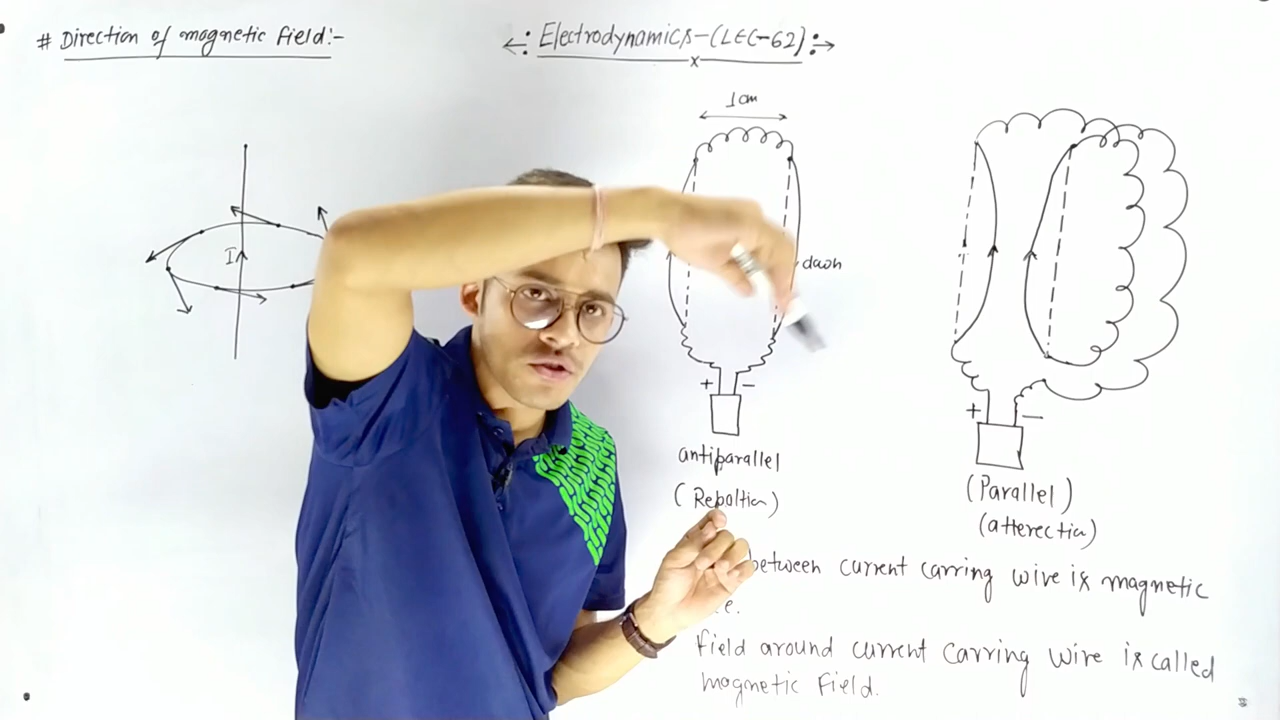 # Direction of magnetic field:-
←: Electrodynamics-(LEC-62) :→
x
1cm
I
down
+ -
+ -
antiparallel
(Repoltion)
(Parallel)
(atterection)
between current carring wire is magnetic
e.
field around current carring wire is called
magnetic field.